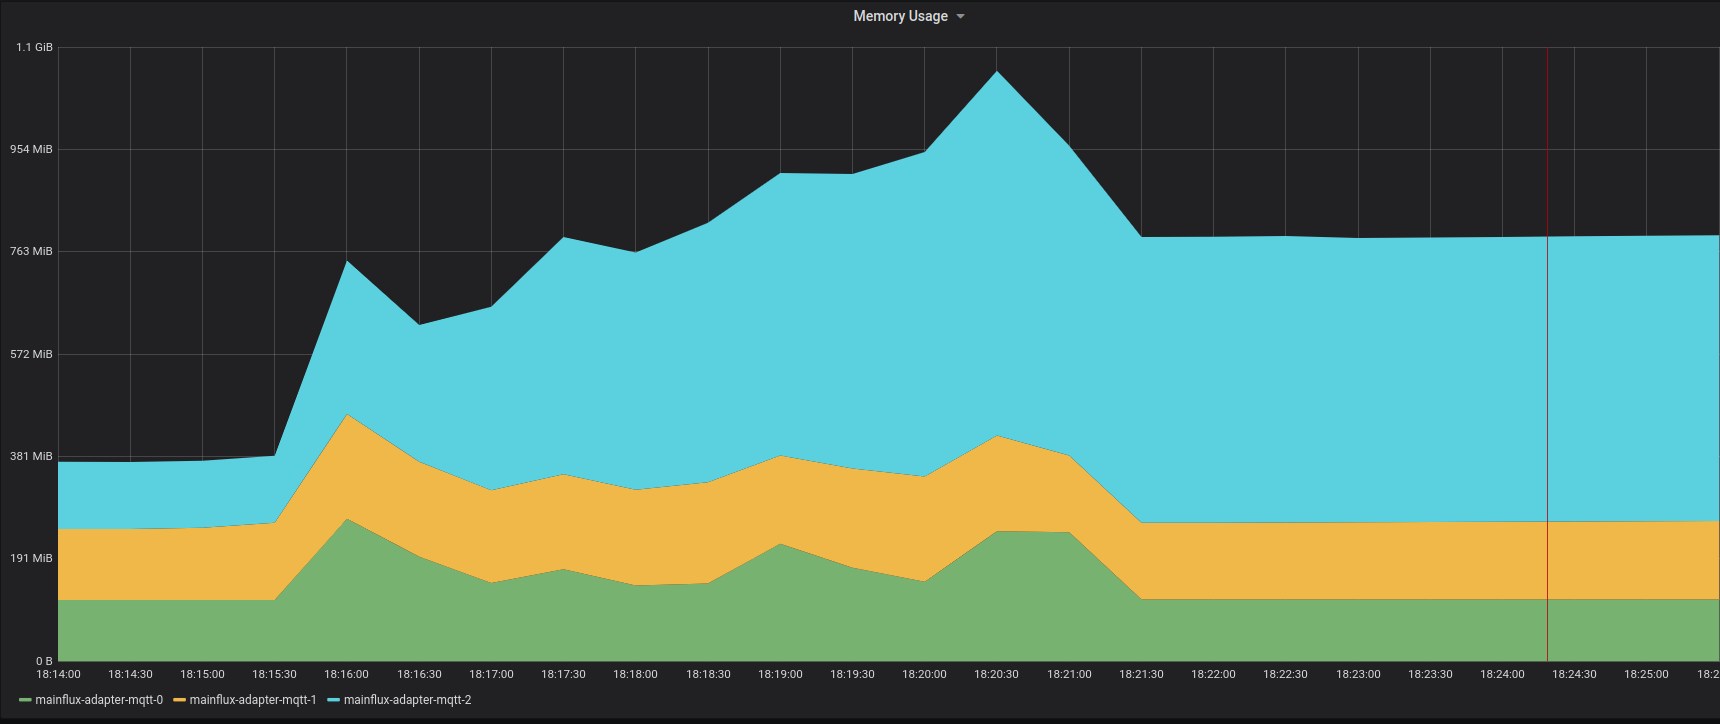 Memory Usage
1.1 GiB
954 MiB
763 MiB
572 MiB
381 MiB
191 MiB
0 B
18:14:00 18:14:30 18:15:00 18:15:30 18:16:00 18:16:30 18:17:00 18:17:30 18:18:00 18:18:30 18:19:00 18:19:30 18:20:00 18:20:30 18:21:00 18:21:30 18:22:00 18:22:30 18:23:00 18:23:30 18:24:00 18:24:30 18:25:00 18:2
mainflux-adapter-mqtt-0 mainflux-adapter-mqtt-1 mainflux-adapter-mqtt-2